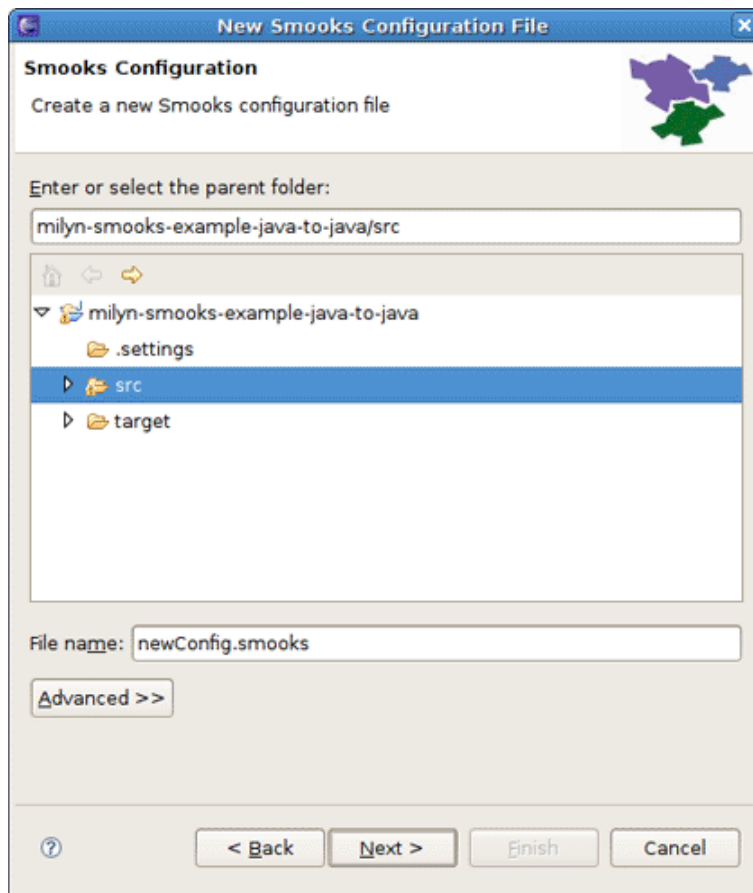 New Smooks Configuration File
Smooks Configuration
Create a new Smooks configuration file
Enter or select the parent folder:
milyn-smooks-example-java-to-java/src
milyn-smooks-example-java-to-java
.settings
src
target
File name: newConfig.smooks
Advanced >>
? < Back Next > Finish Cancel